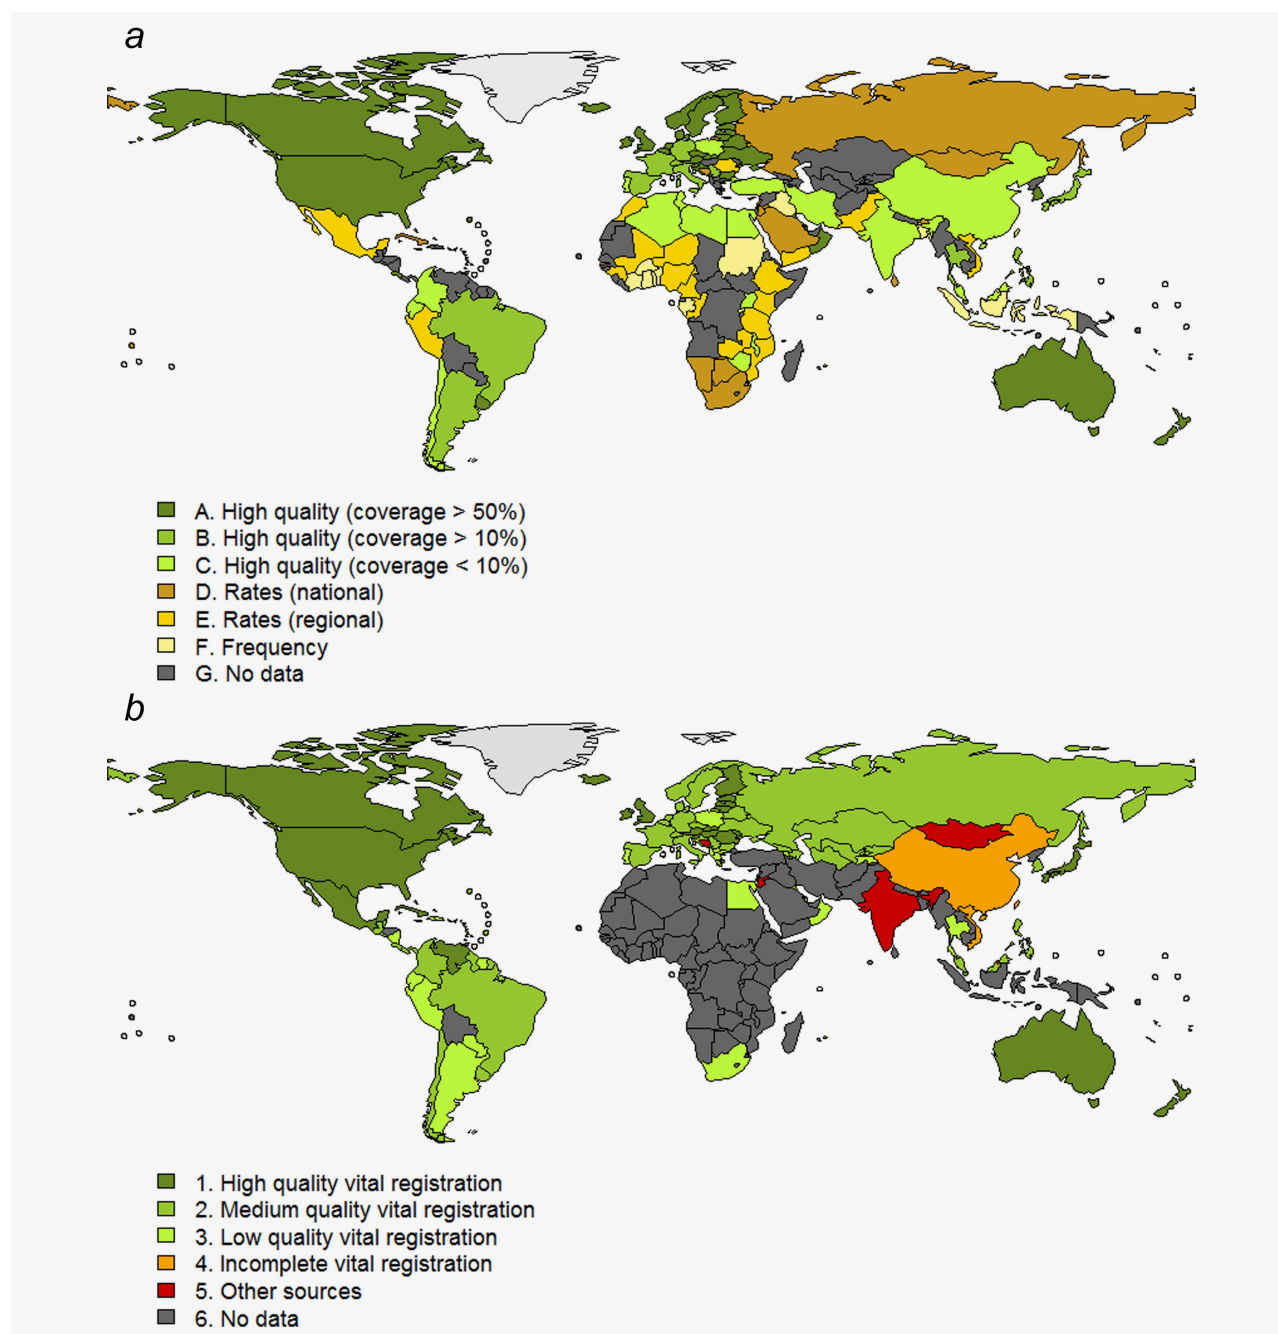 a
A. High quality (coverage > 50%)
B. High quality (coverage > 10%)
C. High quality (coverage < 10%)
D. Rates (national)
E. Rates (regional)
F. Frequency
G. No data
b
1. High quality vital registration
2. Medium quality vital registration
3. Low quality vital registration
4. Incomplete vital registration
5. Other sources
6. No data